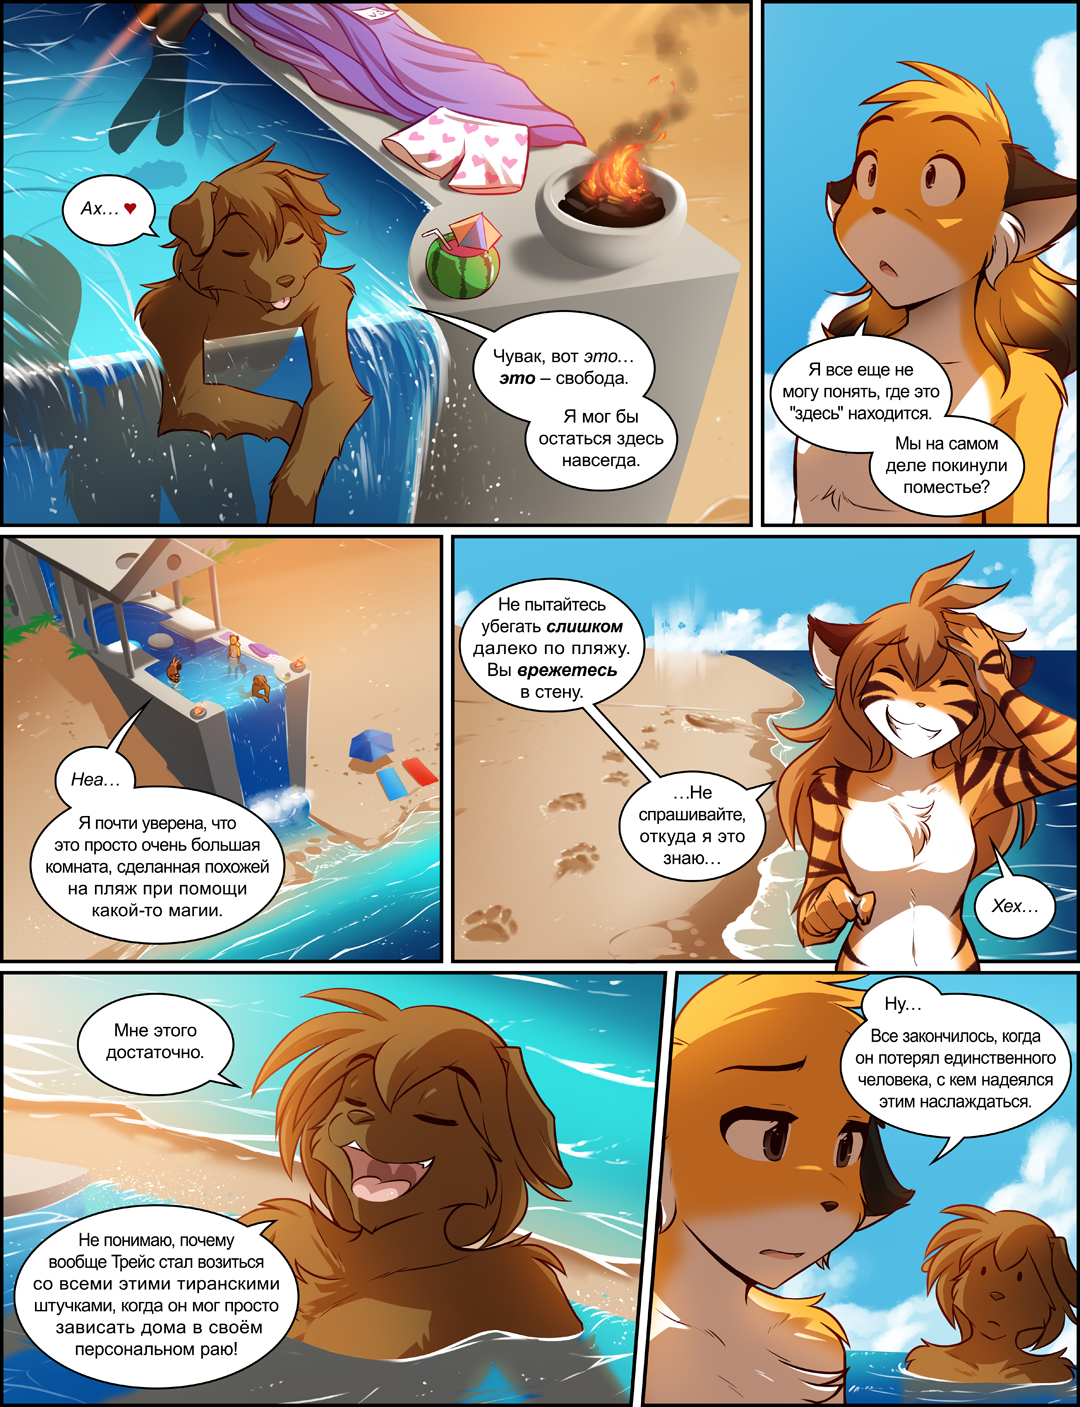 Ах... ♥
Чувак, вот это...
это – свобода.
Я мог бы
остаться здесь
навсегда.
Я все еще не
могу понять, где это
"здесь" находится.
Мы на самом
деле покинули
поместье?
Неа...
Я почти уверена, что
это просто очень большая
комната, сделанная похожей
на пляж при помощи
какой-то магии.
Не пытайтесь
убегать слишком
далеко по пляжу.
Вы врежетесь
в стену.
...Не
спрашивайте,
откуда я это
знаю...
Хех...
Мне этого
достаточно.
Не понимаю, почему
вообще Трейс стал возиться
со всеми этими тиранскими
штучками, когда он мог просто
зависать дома в своём
персональном раю!
Ну...
Все закончилось, когда
он потерял единственного
человека, с кем надеялся
этим наслаждаться.